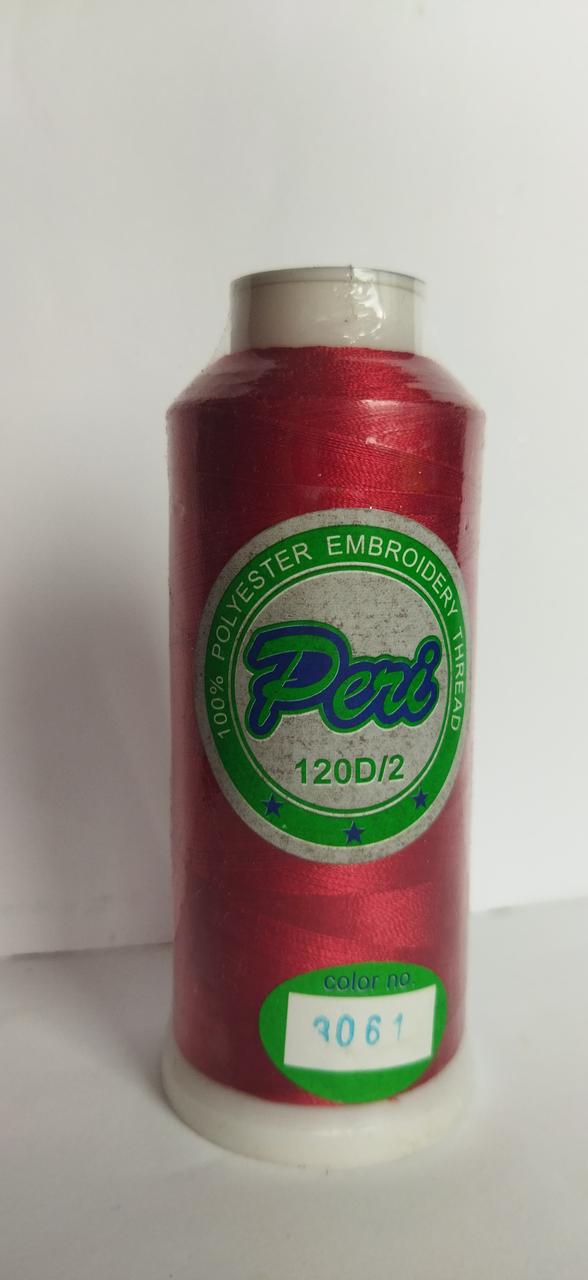 100% POLYESTER EMBROIDERY THREAD
Peri
120D/2
color no.
3061